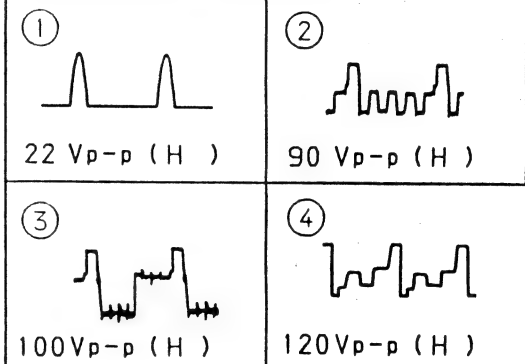 ①
22 Vp-p ( H )
②
90 Vp-p ( H )
③
100Vp-p ( H )
④
120Vp-p ( H )